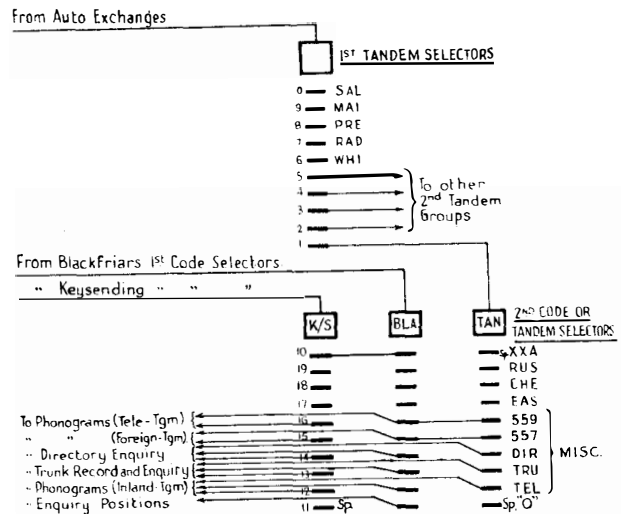 From Auto Exchanges
1ST TANDEM SELECTORS
0 SAL
9 MAI
8 PRE
7 RAD
6 WHI
5
4
3
2
1
To other
2nd Tandem
Groups
From Blackfriars 1st Code Selectors
" Keysending " " "
K/S BLA TAN
2ND CODE OR
TANDEM SELECTORS
10 XXA
19 RUS
18 CHE
17 EAS
To Phonograms (Tele-Tgm) 16 559
" " (Foreign-Tgm) 15 557
" Directory Enquiry 14 DIR
" Trunk Record and Enquiry 13 TRU
" Phonograms (Inland-Tgm) 12 TEL
" Enquiry Positions 11 Sp. Sp. "O"
MISC.